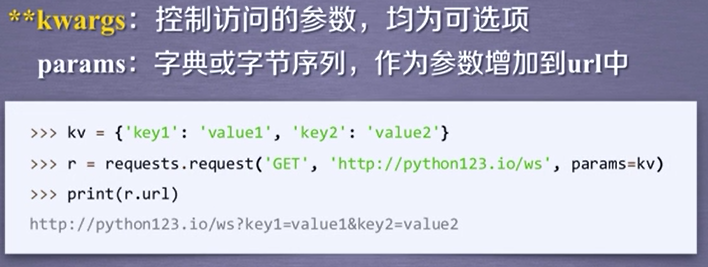 **kwargs: 控制访问的参数，均为可选项
params: 字典或字节序列，作为参数增加到url中
>>> kv = {'key1': 'value1', 'key2': 'value2'}
>>> r = requests.request('GET', 'http://python123.io/ws', params=kv)
>>> print(r.url)
http://python123.io/ws?key1=value1&key2=value2